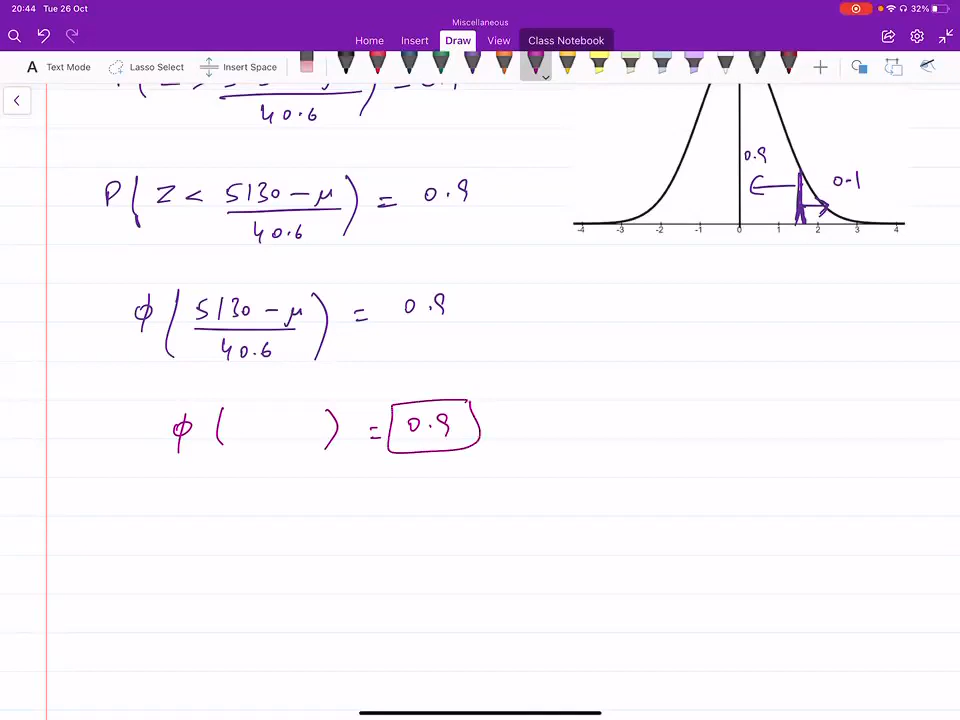 20:44 Tue 26 Oct
32%
Miscellaneous
Home Insert Draw View Class Notebook
A Text Mode Lasso Select Insert Space
40.6
P( Z < 5130 - μ / 40.6 ) = 0.9
0.9
0.1
-4 -3 -2 -1 0 1 2 3 4
ϕ( 5130 - μ / 40.6 ) = 0.9
ϕ( ) = 0.9